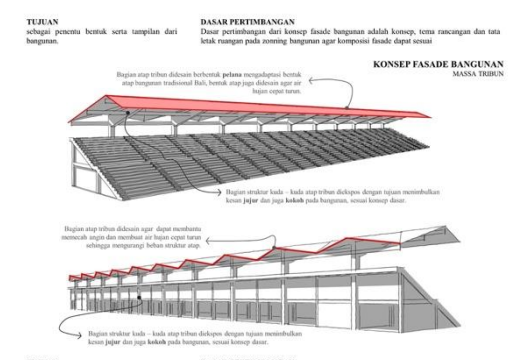 TUJUAN
sebagai penentu bentuk serta tampilan dari
bangunan.
DASAR PERTIMBANGAN
Dasar pertimbangan dari konsep fasade bangunan adalah konsep, tema rancangan dan tata
letak ruangan pada zonning bangunan agar komposisi fasade dapat sesuai
KONSEP FASADE BANGUNAN
MASSA TRIBUN
Bagian atap tribun didesain berbentuk pelana mengadaptasi bentuk
atap bangunan tradisional Bali, bentuk atap juga didesain agar air
hujan cepat turun.
Bagian struktur kuda – kuda atap tribun diekspos dengan tujuan menimbulkan
kesan jujur dan juga kokoh pada bangunan, sesuai konsep dasar.
Bagian atap tribun didesain agar dapat membantu
memecah angin dan membuat air hujan cepat turun
sehingga mengurangi beban struktur atap.
Bagian struktur kuda – kuda atap tribun diekspos dengan tujuan menimbulkan
kesan jujur dan juga kokoh pada bangunan, sesuai konsep dasar.